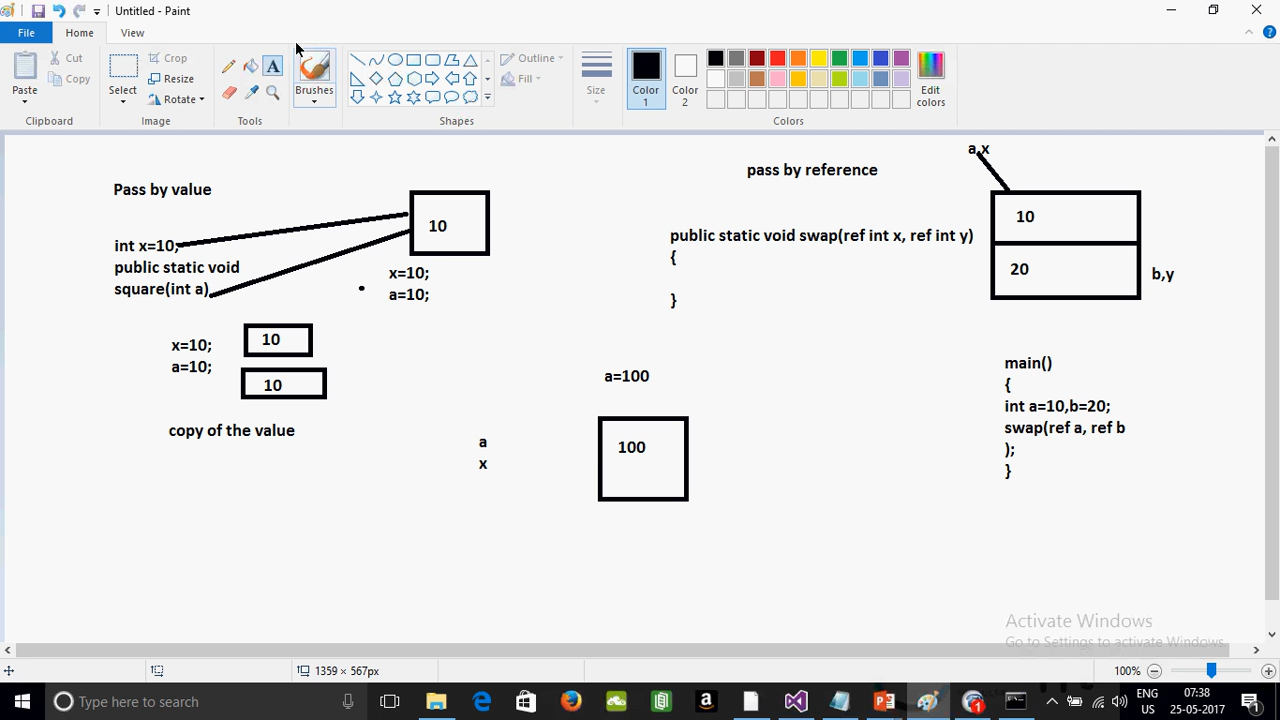 Untitled - Paint
File
Home
View
Paste
Cut
Copy
Clipboard
Select
Crop
Resize
Rotate
Image
A
Tools
Brushes
Shapes
Outline
Fill
Size
Color 1
Color 2
Edit colors
Colors
Pass by value
int x=10;
public static void
square(int a)
10
x=10;
a=10;
x=10;
a=10;
10
10
copy of the value
a
x
a=100
100
pass by reference
public static void swap(ref int x, ref int y)
{
}
a,x
10
20
b,y
main()
{
int a=10,b=20;
swap(ref a, ref b
);
}
Activate Windows
Go to Settings to activate Windows.
1359 × 567px
100%
Type here to search
ENG
US
07:38
25-05-2017